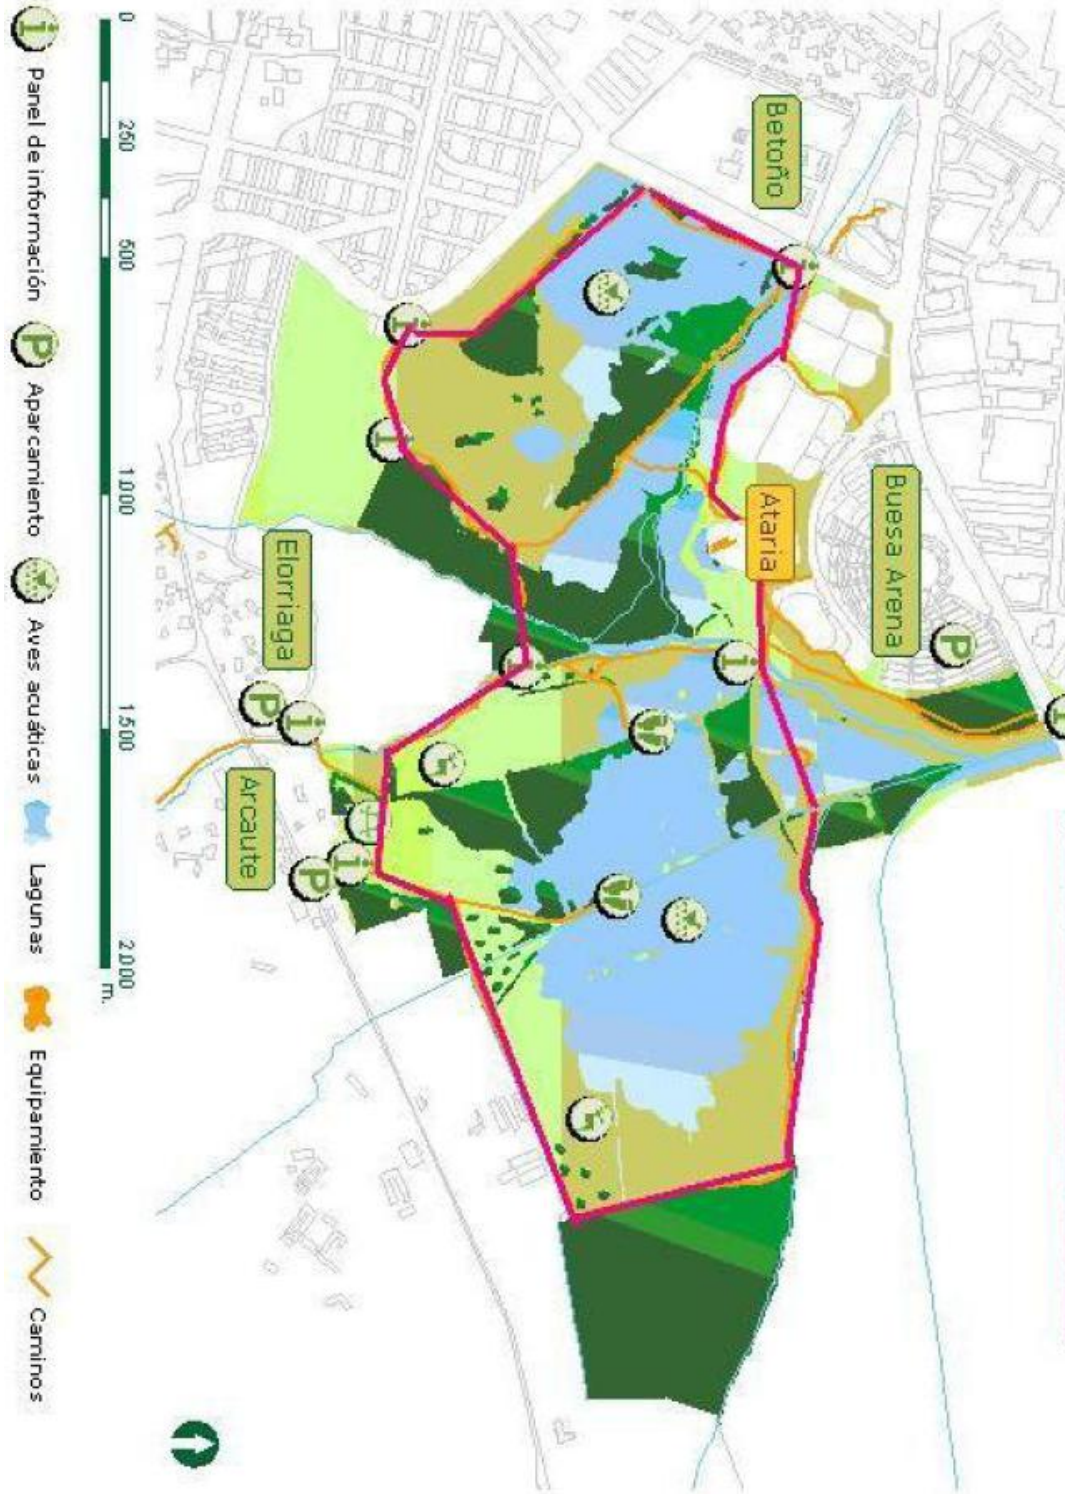 Betoño
Buesa Arena
Ataria
Elorriaga
Arcaute
0 250 500 1.000 1.500 2.000 m.
i Panel de información P Aparcamiento Aves acuáticas Lagunas Equipamiento Caminos